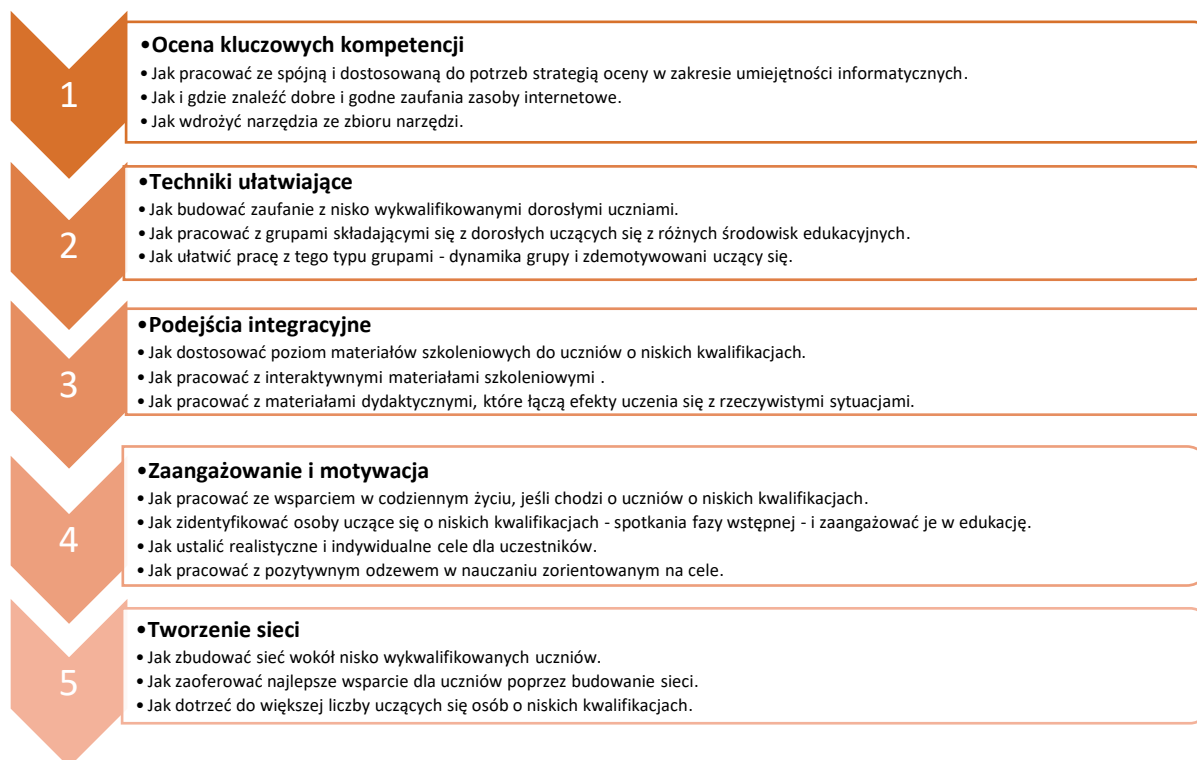 1
•Ocena kluczowych kompetencji
•Jak pracować ze spójną i dostosowaną do potrzeb strategią oceny w zakresie umiejętności informatycznych.
•Jak i gdzie znaleźć dobre i godne zaufania zasoby internetowe.
•Jak wdrożyć narzędzia ze zbioru narzędzi.
2
•Techniki ułatwiające
•Jak budować zaufanie z nisko wykwalifikowanymi dorosłymi uczniami.
•Jak pracować z grupami składającymi się z dorosłych uczących się z różnych środowisk edukacyjnych.
•Jak ułatwić pracę z tego typu grupami - dynamika grupy i zdemotywowani uczący się.
3
•Podejścia integracyjne
•Jak dostosować poziom materiałów szkoleniowych do uczniów o niskich kwalifikacjach.
•Jak pracować z interaktywnymi materiałami szkoleniowymi .
•Jak pracować z materiałami dydaktycznymi, które łączą efekty uczenia się z rzeczywistymi sytuacjami.
4
•Zaangażowanie i motywacja
•Jak pracować ze wsparciem w codziennym życiu, jeśli chodzi o uczniów o niskich kwalifikacjach.
•Jak zidentyfikować osoby uczące się o niskich kwalifikacjach - spotkania fazy wstępnej - i zaangażować je w edukację.
•Jak ustalić realistyczne i indywidualne cele dla uczestników.
•Jak pracować z pozytywnym odzewem w nauczaniu zorientowanym na cele.
5
•Tworzenie sieci
•Jak zbudować sieć wokół nisko wykwalifikowanych uczniów.
•Jak zaoferować najlepsze wsparcie dla uczniów poprzez budowanie sieci.
•Jak dotrzeć do większej liczby uczących się osób o niskich kwalifikacjach.